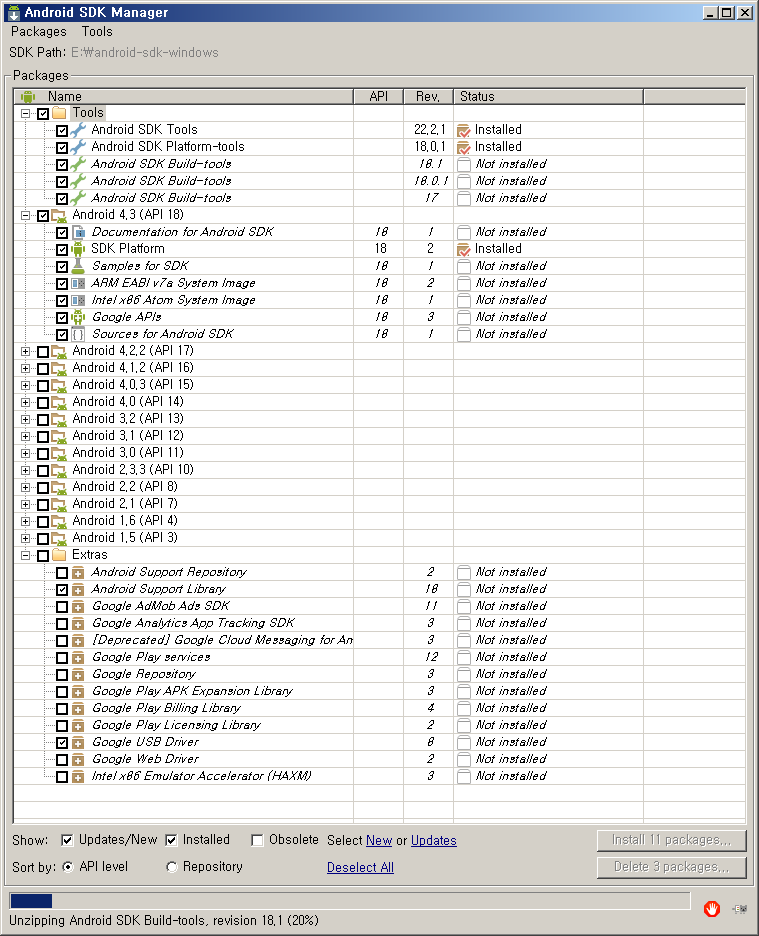 Android SDK Manager
Packages Tools
SDK Path: E:₩android-sdk-windows
Packages
Name API Rev. Status
Tools
Android SDK Tools 22.2.1 Installed
Android SDK Platform-tools 18.0.1 Installed
Android SDK Build-tools 18.1 Not installed
Android SDK Build-tools 18.0.1 Not installed
Android SDK Build-tools 17 Not installed
Android 4.3 (API 18)
Documentation for Android SDK 18 1 Not installed
SDK Platform 18 2 Installed
Samples for SDK 18 1 Not installed
ARM EABI v7a System Image 18 2 Not installed
Intel x86 Atom System Image 18 1 Not installed
Google APIs 18 3 Not installed
Sources for Android SDK 18 1 Not installed
Android 4.2.2 (API 17)
Android 4.1.2 (API 16)
Android 4.0.3 (API 15)
Android 4.0 (API 14)
Android 3.2 (API 13)
Android 3.1 (API 12)
Android 3.0 (API 11)
Android 2.3.3 (API 10)
Android 2.2 (API 8)
Android 2.1 (API 7)
Android 1.6 (API 4)
Android 1.5 (API 3)
Extras
Android Support Repository 2 Not installed
Android Support Library 18 Not installed
Google AdMob Ads SDK 11 Not installed
Google Analytics App Tracking SDK 3 Not installed
[Deprecated] Google Cloud Messaging for An 3 Not installed
Google Play services 12 Not installed
Google Repository 3 Not installed
Google Play APK Expansion Library 3 Not installed
Google Play Billing Library 4 Not installed
Google Play Licensing Library 2 Not installed
Google USB Driver 8 Not installed
Google Web Driver 2 Not installed
Intel x86 Emulator Accelerator (HAXM) 3 Not installed
Show: Updates/New Installed Obsolete Select New or Updates Install 11 packages...
Sort by: API level Repository Deselect All Delete 3 packages...
Unzipping Android SDK Build-tools, revision 18.1 (20%)